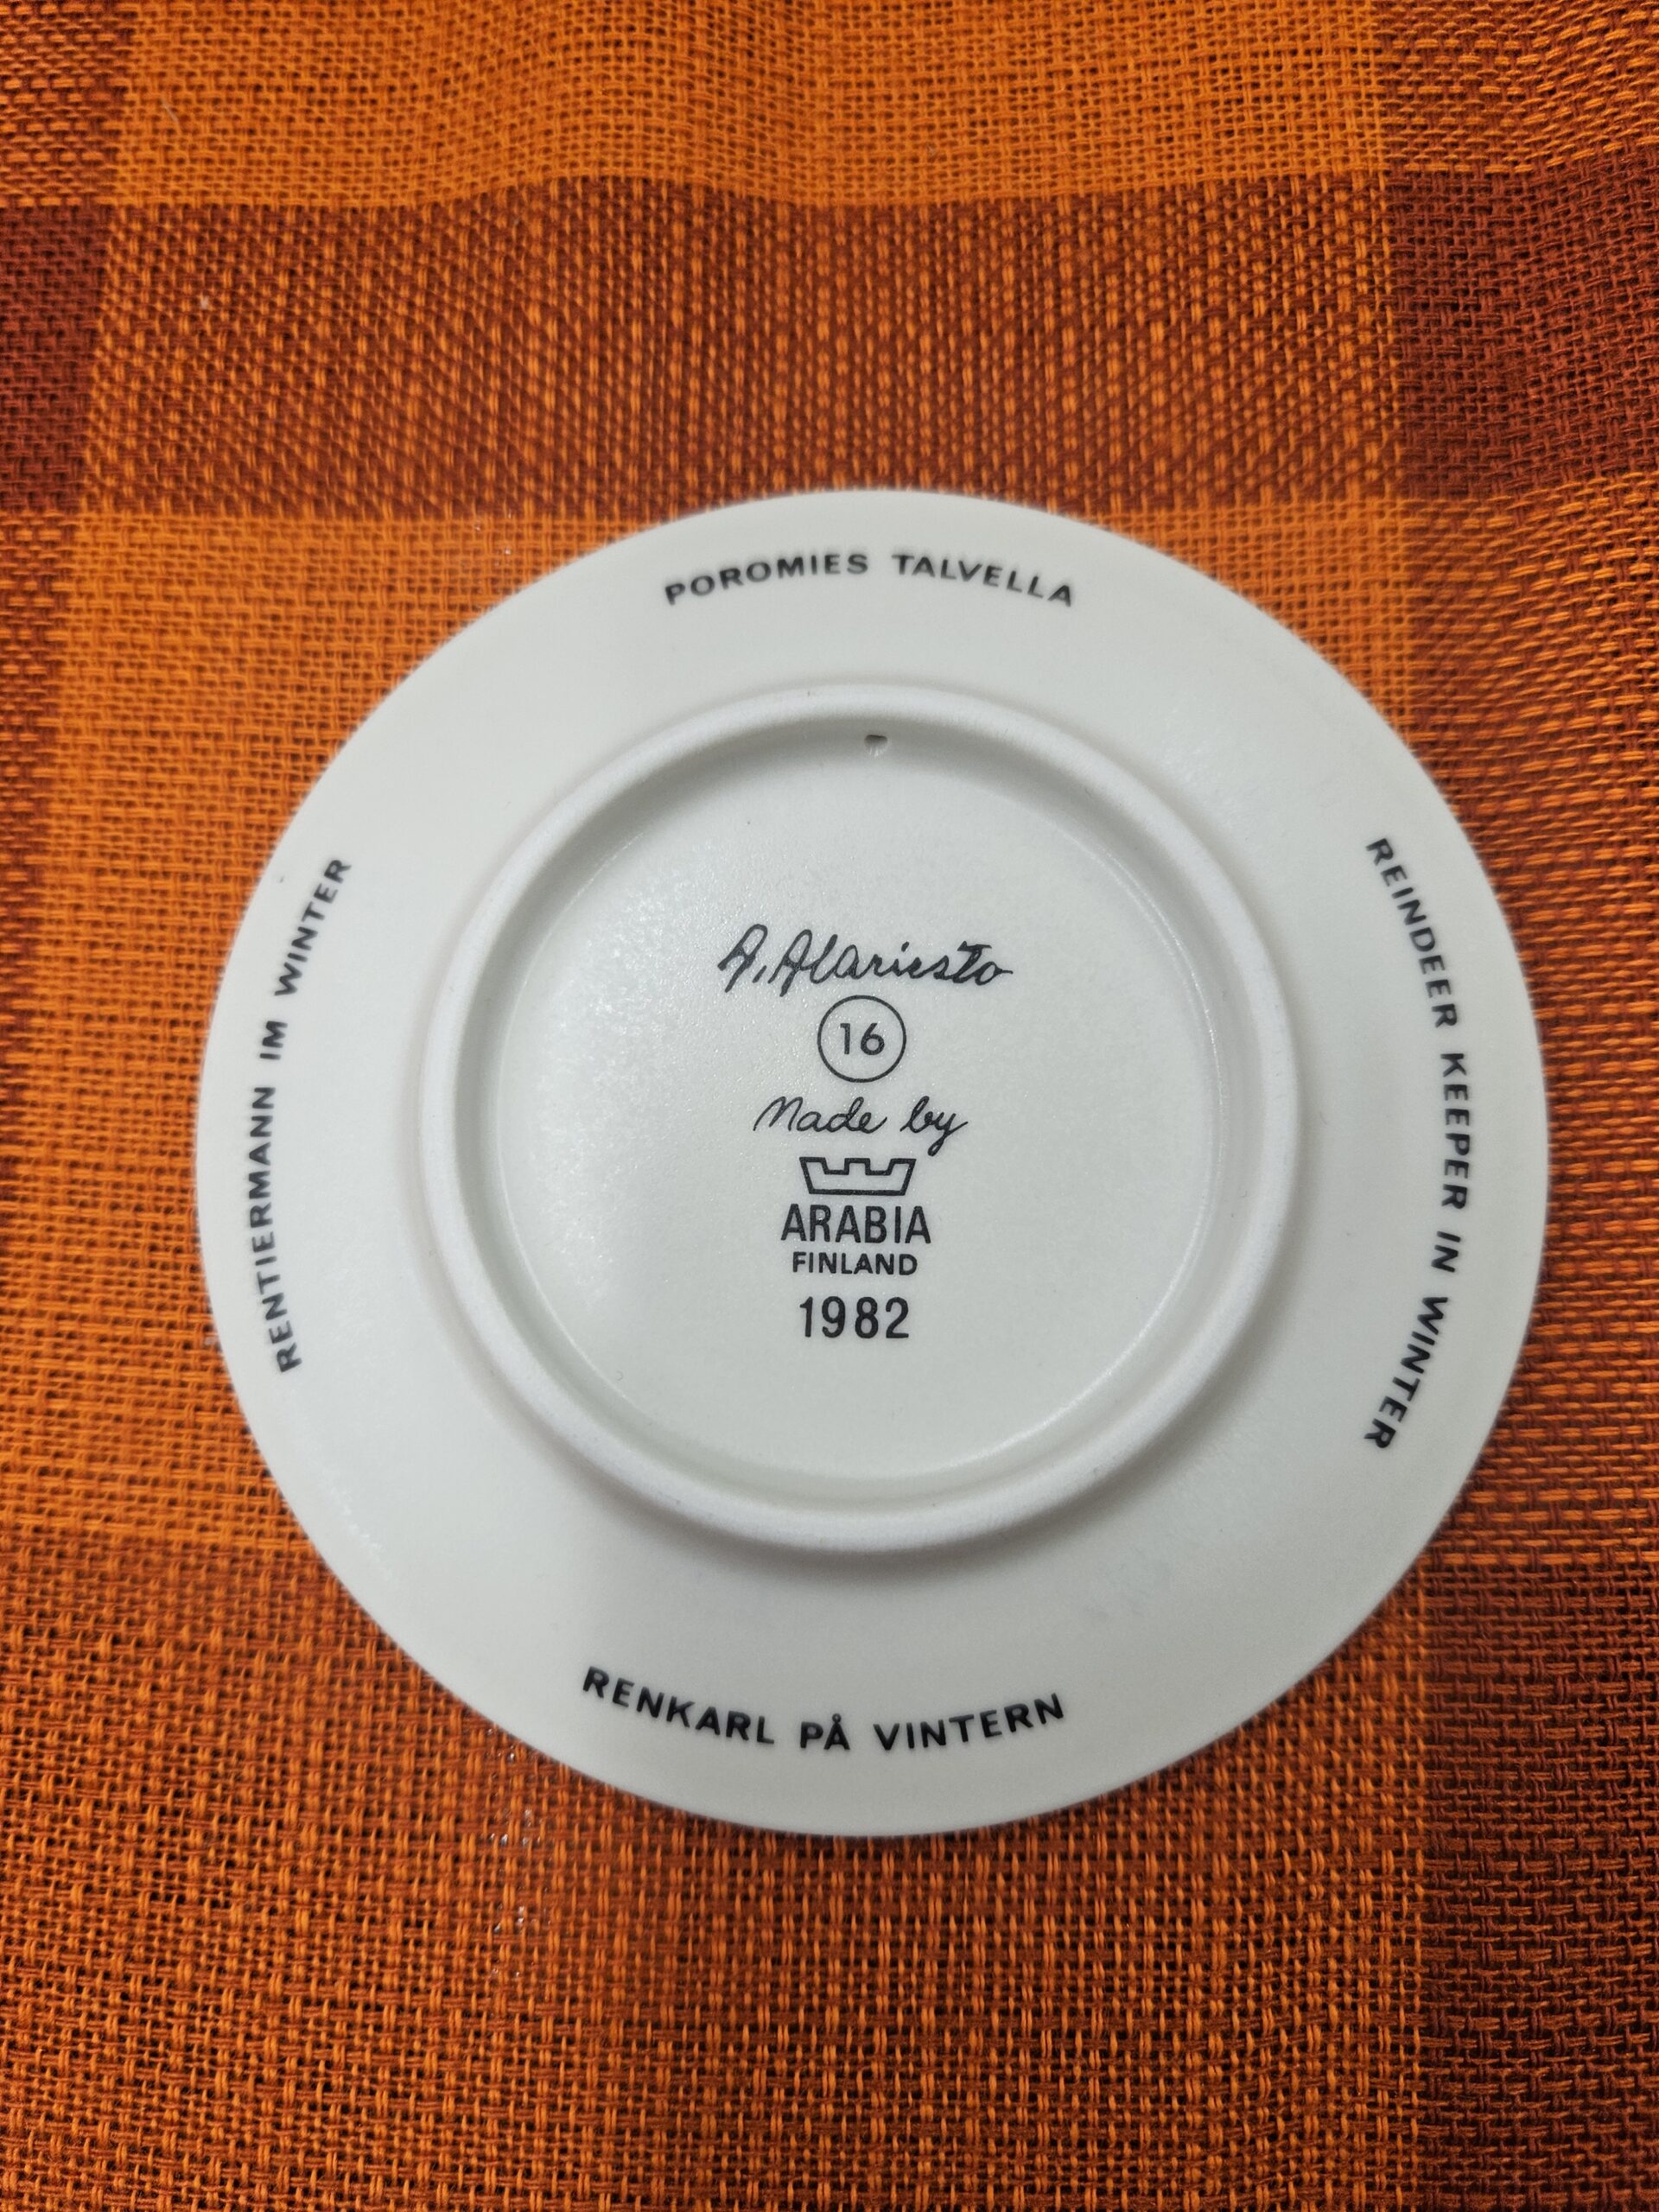 POROMIES TALVELLA
REINDEER KEEPER IN WINTER
RENKARL PÅ VINTERN
RENTIERMANN IM WINTER
A. Alariesto
16
Made by
ARABIA
FINLAND
1982